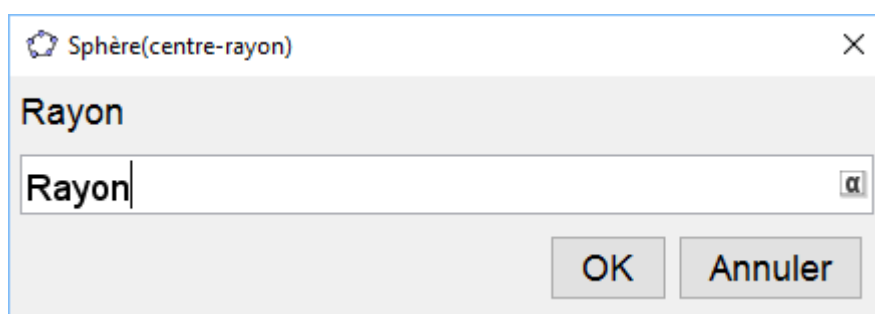 Sphère(centre-rayon)
Rayon
Rayon
α
OK Annuler